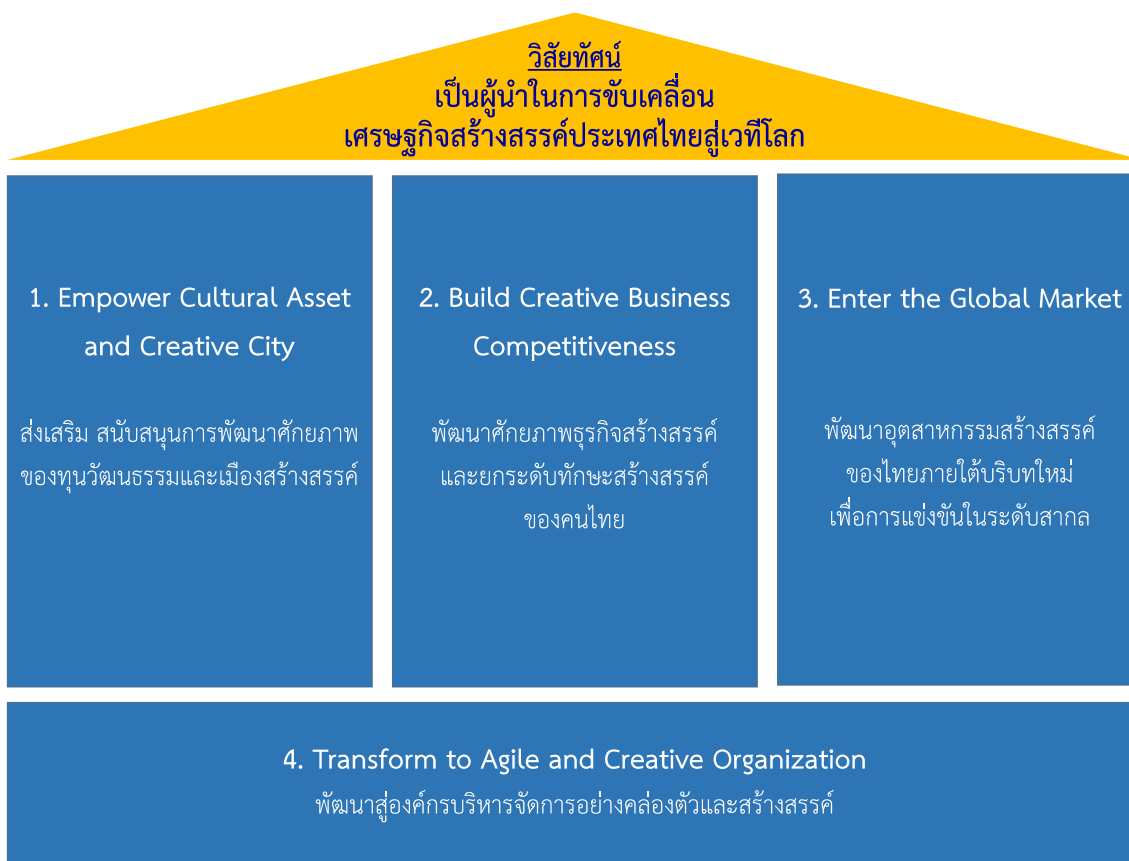 วิสัยทัศน์
เป็นผู้นำในการขับเคลื่อน
เศรษฐกิจสร้างสรรค์ประเทศไทยสู่เวทีโลก
1. Empower Cultural Asset
and Creative City
ส่งเสริม สนับสนุนการพัฒนาศักยภาพ
ของทุนวัฒนธรรมและเมืองสร้างสรรค์
2. Build Creative Business
Competitiveness
พัฒนาศักยภาพธุรกิจสร้างสรรค์
และยกระดับทักษะสร้างสรรค์
ของคนไทย
3. Enter the Global Market
พัฒนาอุตสาหกรรมสร้างสรรค์
ของไทยภายใต้บริบทใหม่
เพื่อการแข่งขันในระดับสากล
4. Transform to Agile and Creative Organization
พัฒนาสู่องค์กรบริหารจัดการอย่างคล่องตัวและสร้างสรรค์